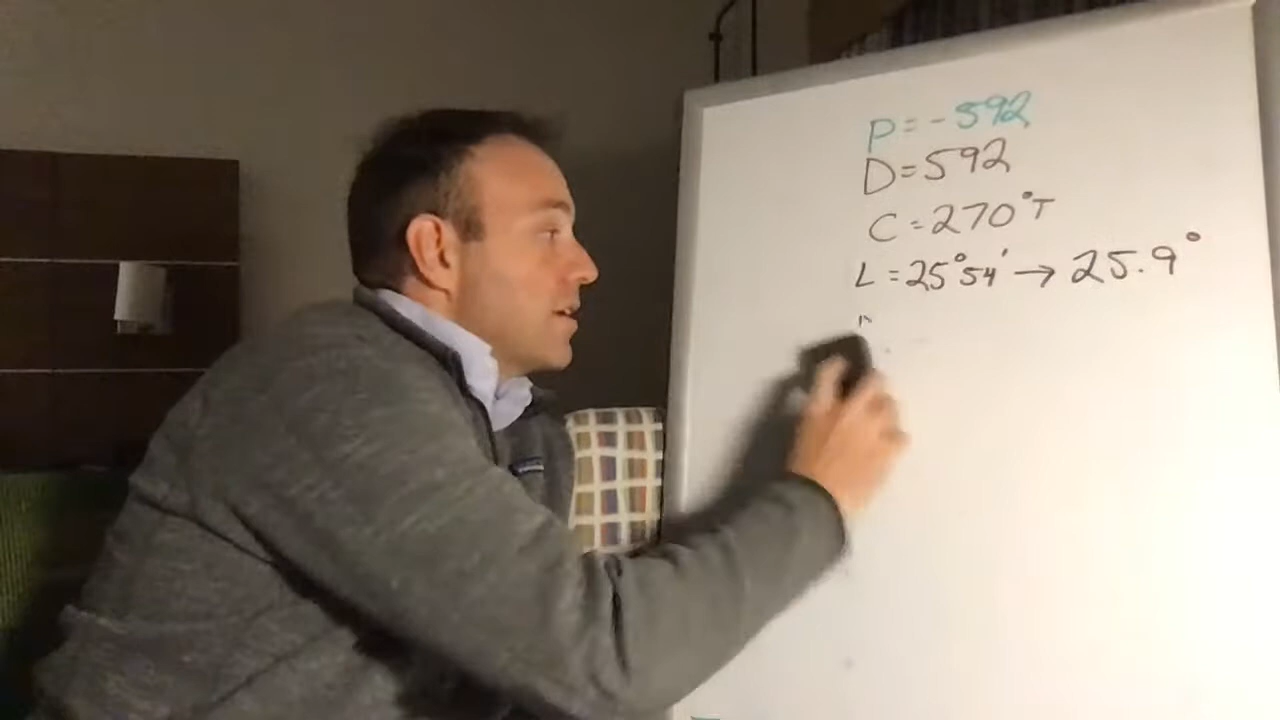 p = - 592
D = 592
C = 270° T
L = 25° 54' → 25.9°